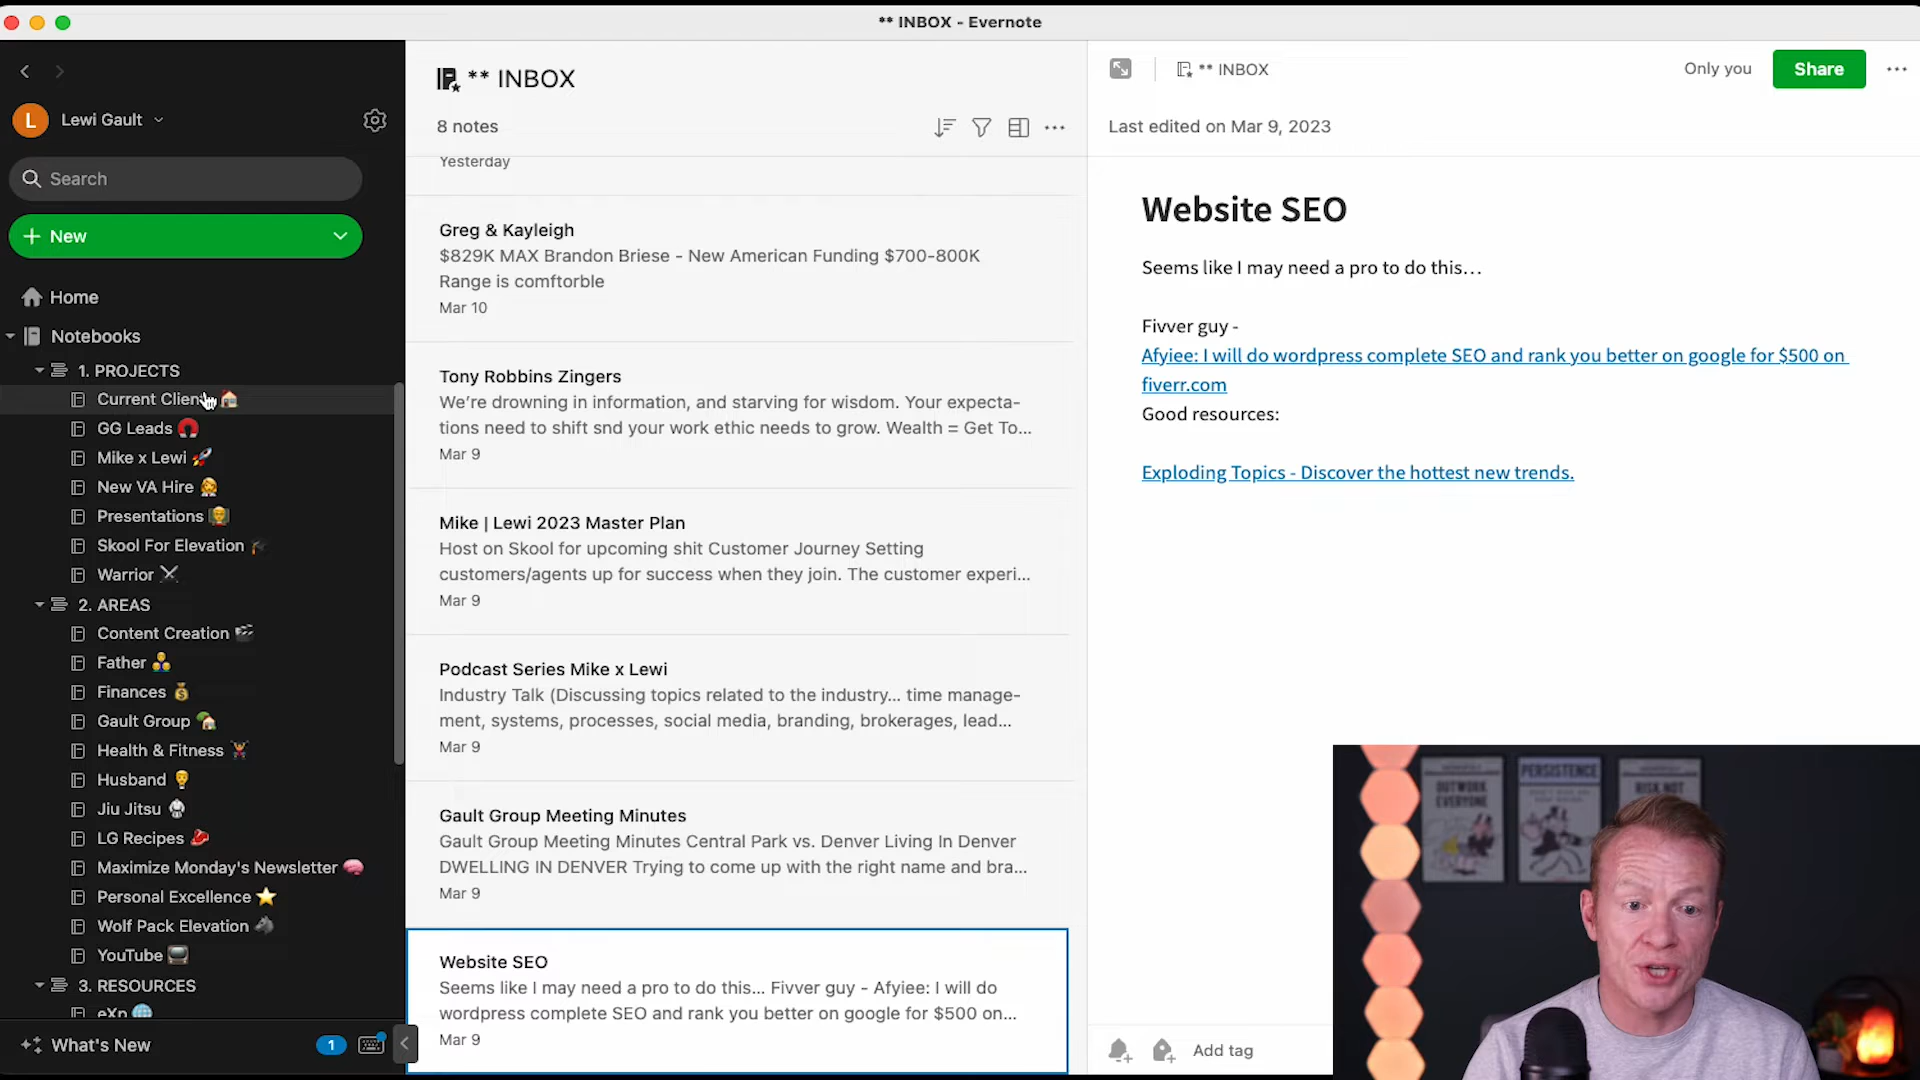 ** INBOX - Evernote
L
Lewi Gault
Search
New
Home
Notebooks
1. PROJECTS
Current Clien
GG Leads
Mike x Lewi
New VA Hire
Presentations
Skool For Elevation
Warrior
2. AREAS
Content Creation
Father
Finances
Gault Group
Health & Fitness
Husband
Jiu Jitsu
LG Recipes
Maximize Monday's Newsletter
Personal Excellence
Wolf Pack Elevation
YouTube
3. RESOURCES
eXp
What's New
1
** INBOX
8 notes
Yesterday
Greg & Kayleigh
$829K MAX Brandon Briese - New American Funding $700-800K
Range is comftorble
Mar 10
Tony Robbins Zingers
We're drowning in information, and starving for wisdom. Your expecta-
tions need to shift snd your work ethic needs to grow. Wealth = Get To...
Mar 9
Mike | Lewi 2023 Master Plan
Host on Skool for upcoming shit Customer Journey Setting
customers/agents up for success when they join. The customer experi...
Mar 9
Podcast Series Mike x Lewi
Industry Talk (Discussing topics related to the industry... time manage-
ment, systems, processes, social media, branding, brokerages, lead...
Mar 9
Gault Group Meeting Minutes
Gault Group Meeting Minutes Central Park vs. Denver Living In Denver
DWELLING IN DENVER Trying to come up with the right name and bra...
Mar 9
Website SEO
Seems like I may need a pro to do this... Fivver guy - Afyiee: I will do
wordpress complete SEO and rank you better on google for $500 on...
Mar 9
** INBOX
Only you
Share
Last edited on Mar 9, 2023
Website SEO
Seems like I may need a pro to do this…
Fivver guy -
Afyiee: I will do wordpress complete SEO and rank you better on google for $500 on
fiverr.com
Good resources:
Exploding Topics - Discover the hottest new trends.
Add tag
OUTWORK
EVERYONE
PERSISTENCE
RISK NOT